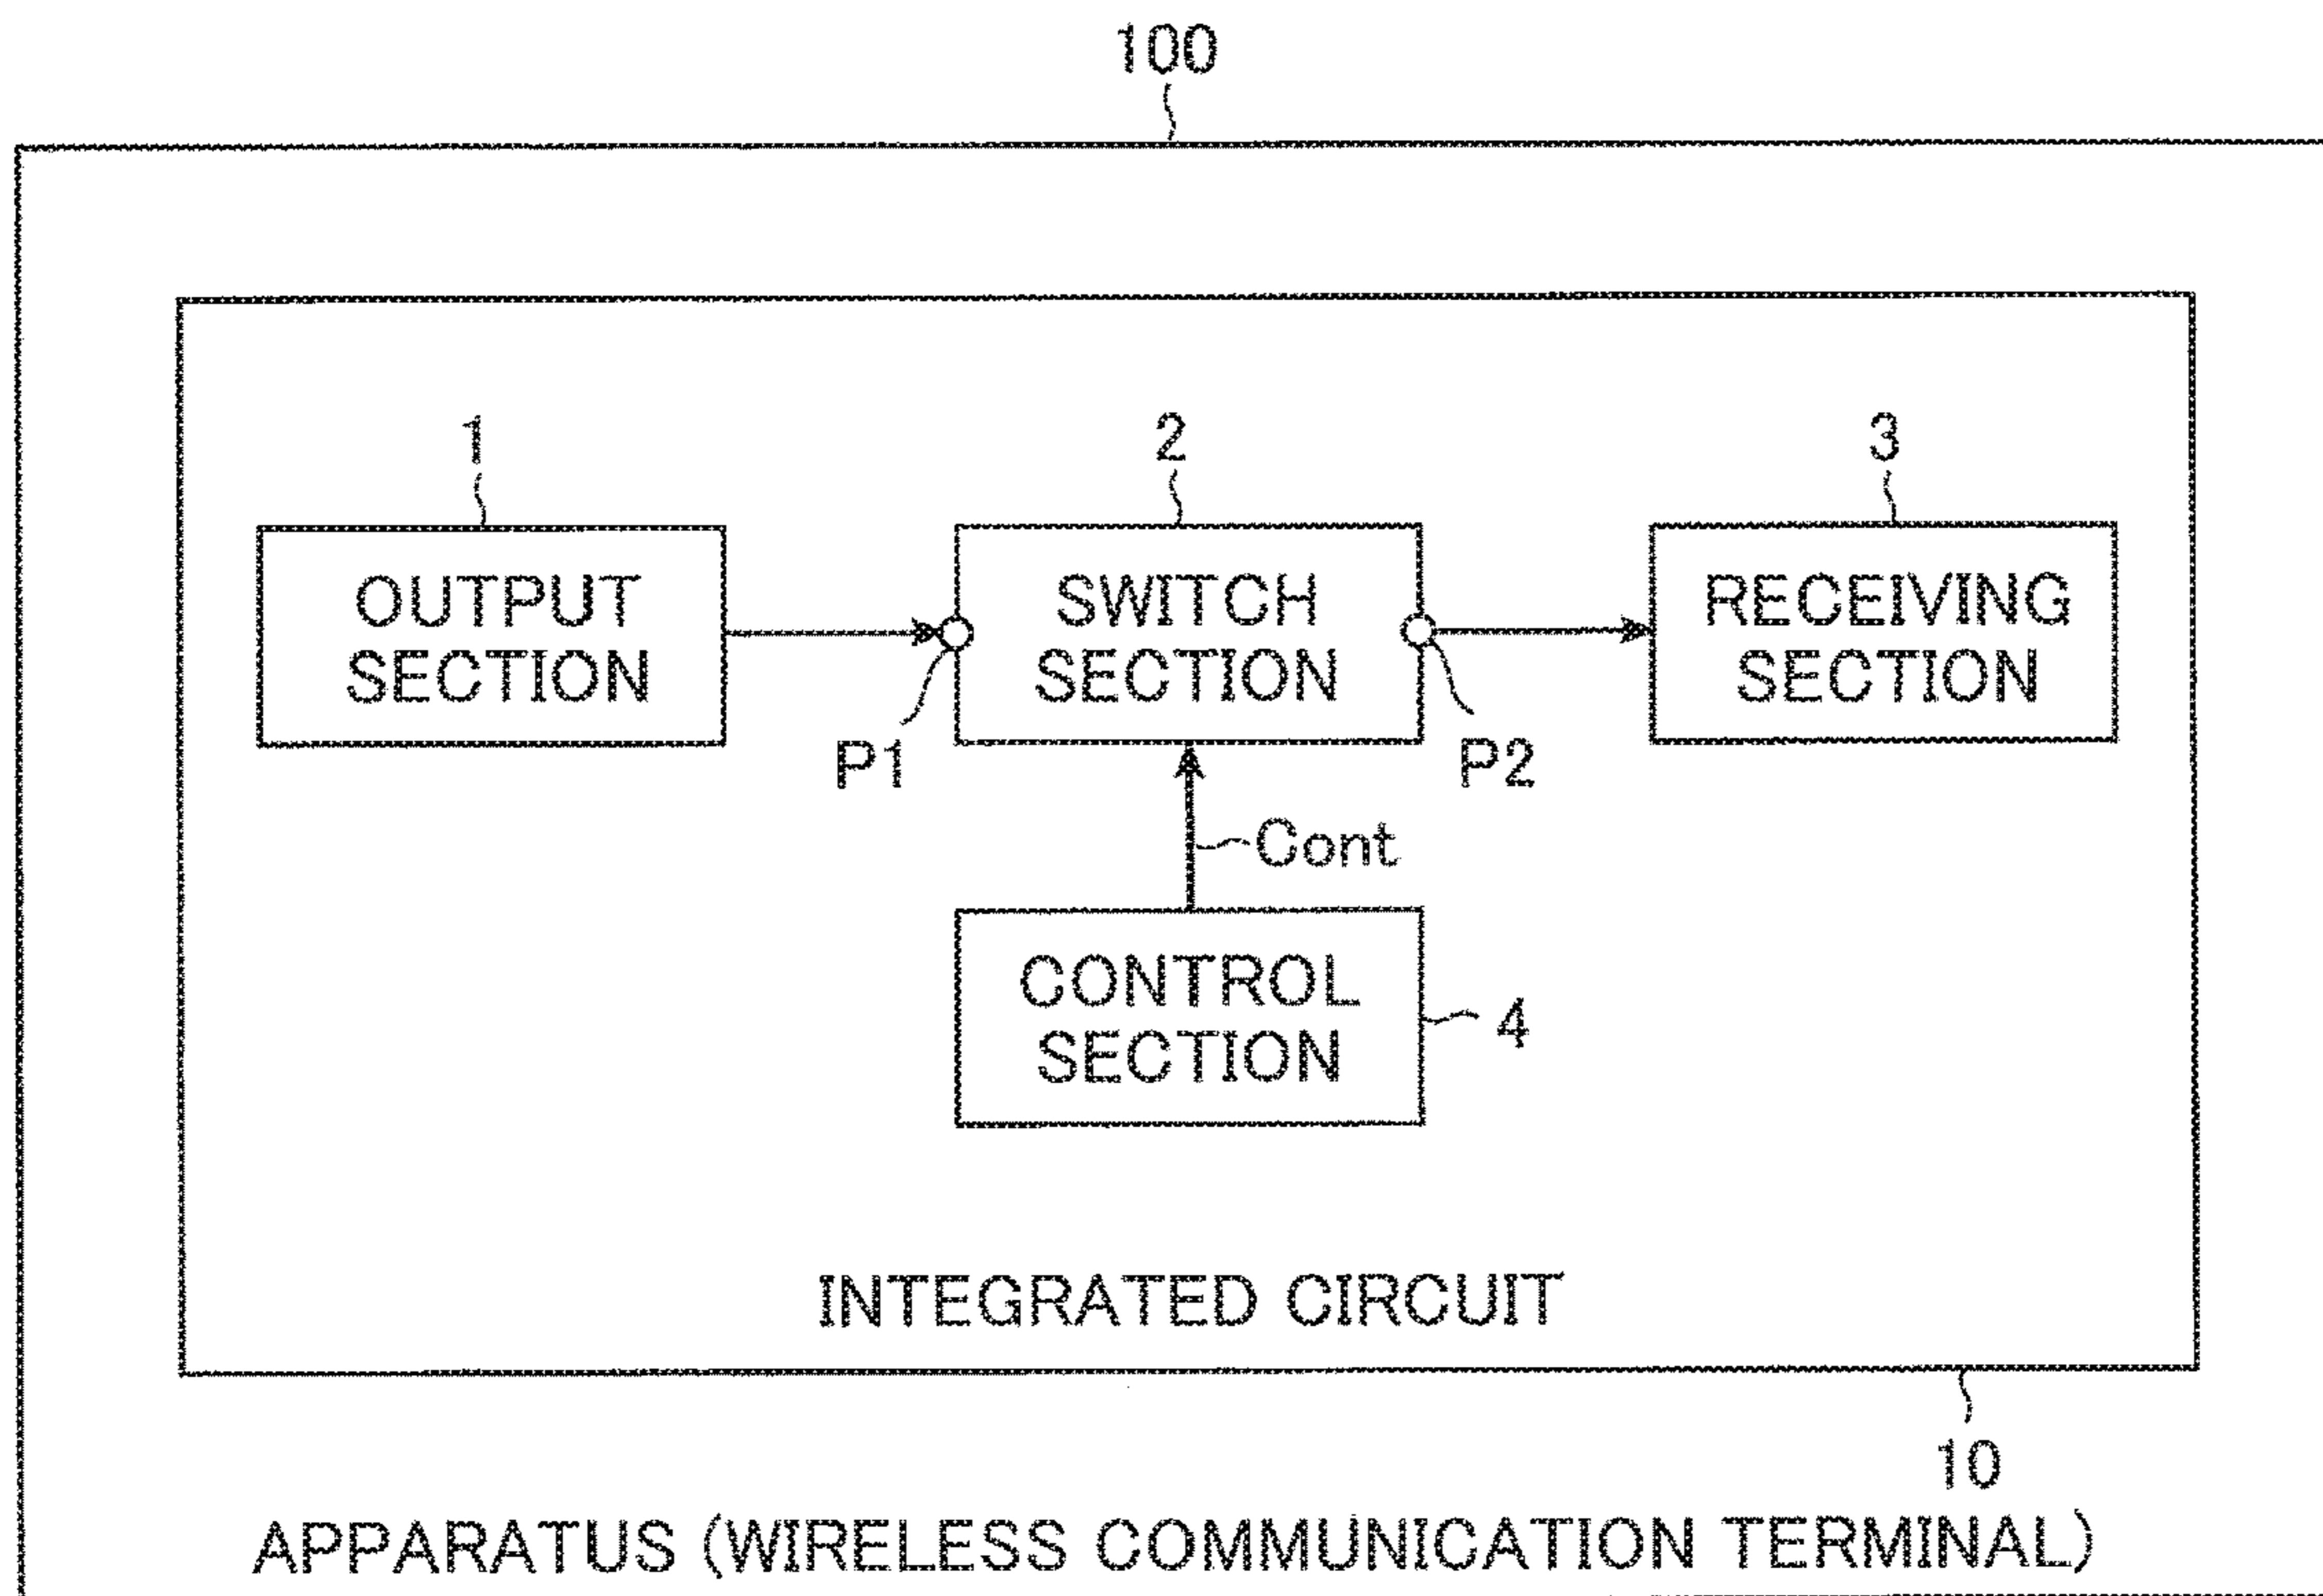 100
1
2
3
OUTPUT
SECTION
SWITCH
SECTION
RECEIVING
SECTION
P1
P2
Cont
CONTROL
SECTION
4
INTEGRATED CIRCUIT
10
APPARATUS (WIRELESS COMMUNICATION TERMINAL)